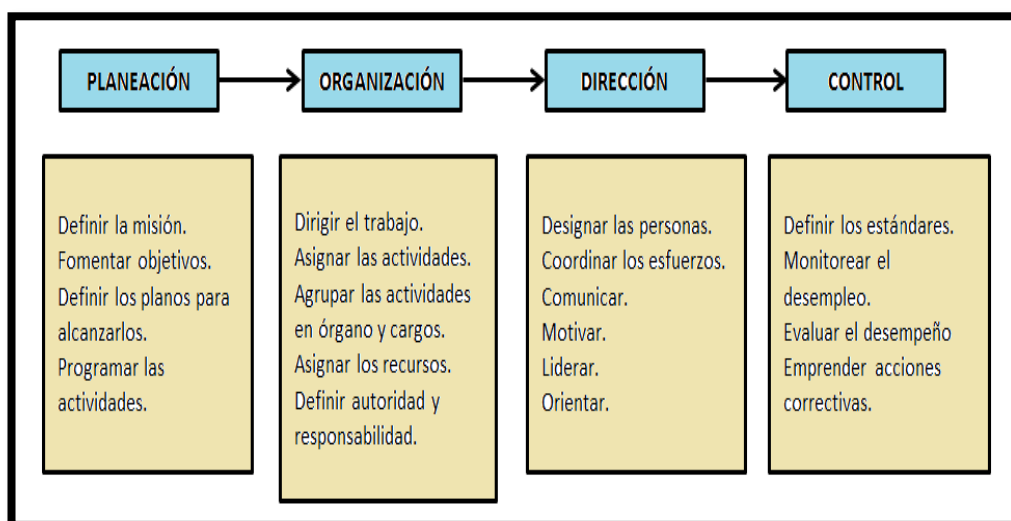 PLANEACIÓN
ORGANIZACIÓN
DIRECCIÓN
CONTROL
Definir la misión.
Fomentar objetivos.
Definir los planos para
alcanzarlos.
Programar las
actividades.
Dirigir el trabajo.
Asignar las actividades.
Agrupar las actividades
en órgano y cargos.
Asignar los recursos.
Definir autoridad y
responsabilidad.
Designar las personas.
Coordinar los esfuerzos.
Comunicar.
Motivar.
Liderar.
Orientar.
Definir los estándares.
Monitorear el
desempleo.
Evaluar el desempeño
Emprender acciones
correctivas.